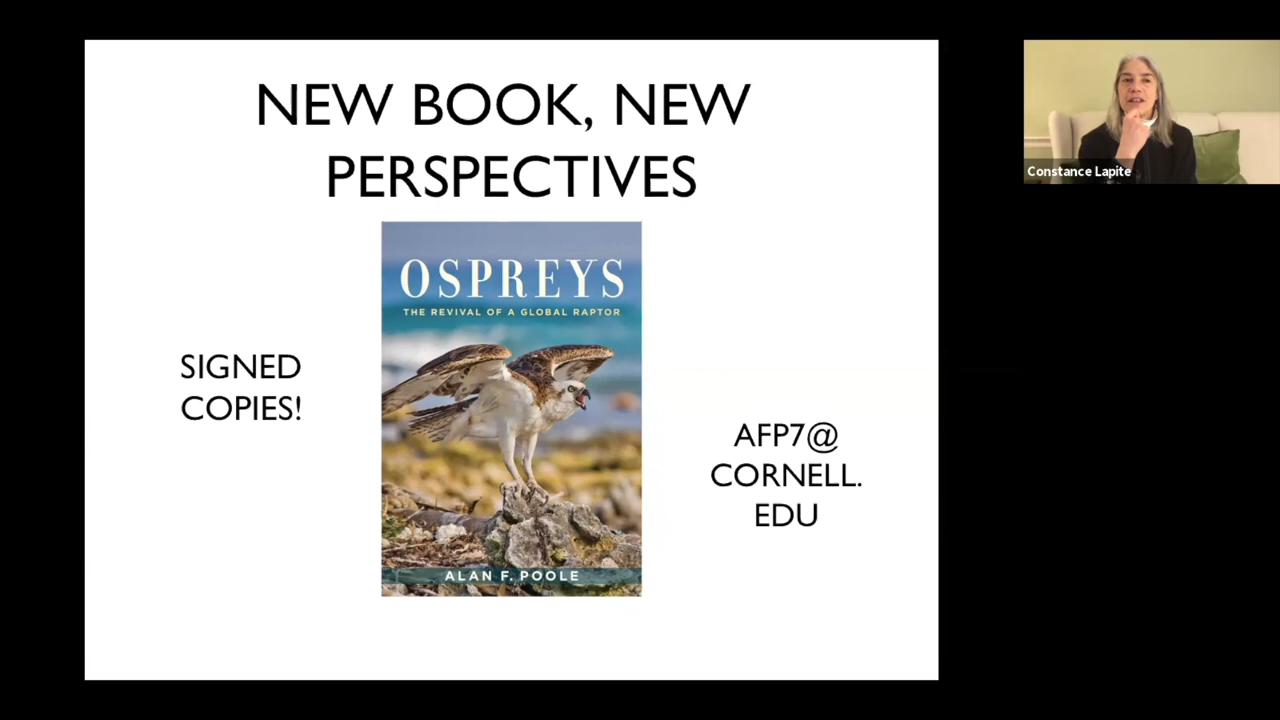 NEW BOOK, NEW
PERSPECTIVES
OSPREYS
THE REVIVAL OF A GLOBAL RAPTOR
SIGNED
COPIES!
AFP7@
CORNELL.
EDU
ALAN F. POOLE
Constance Lapite